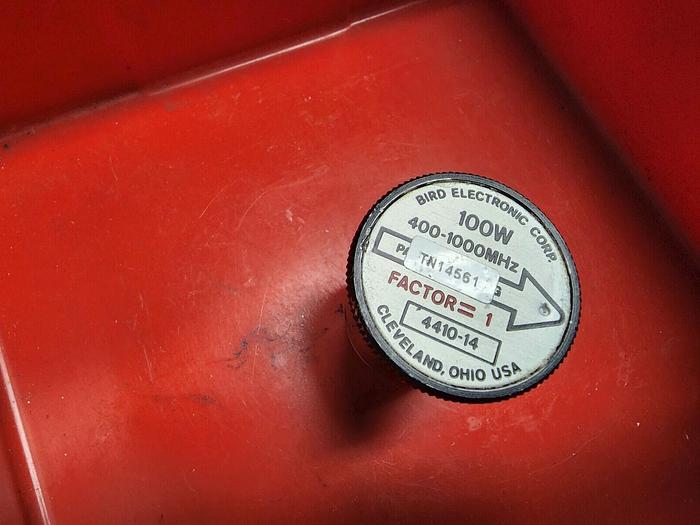 BIRD ELECTRONIC CORP.
100W
400-1000MHz
TN14561
FACTOR= 1
4410-14
CLEVELAND, OHIO USA